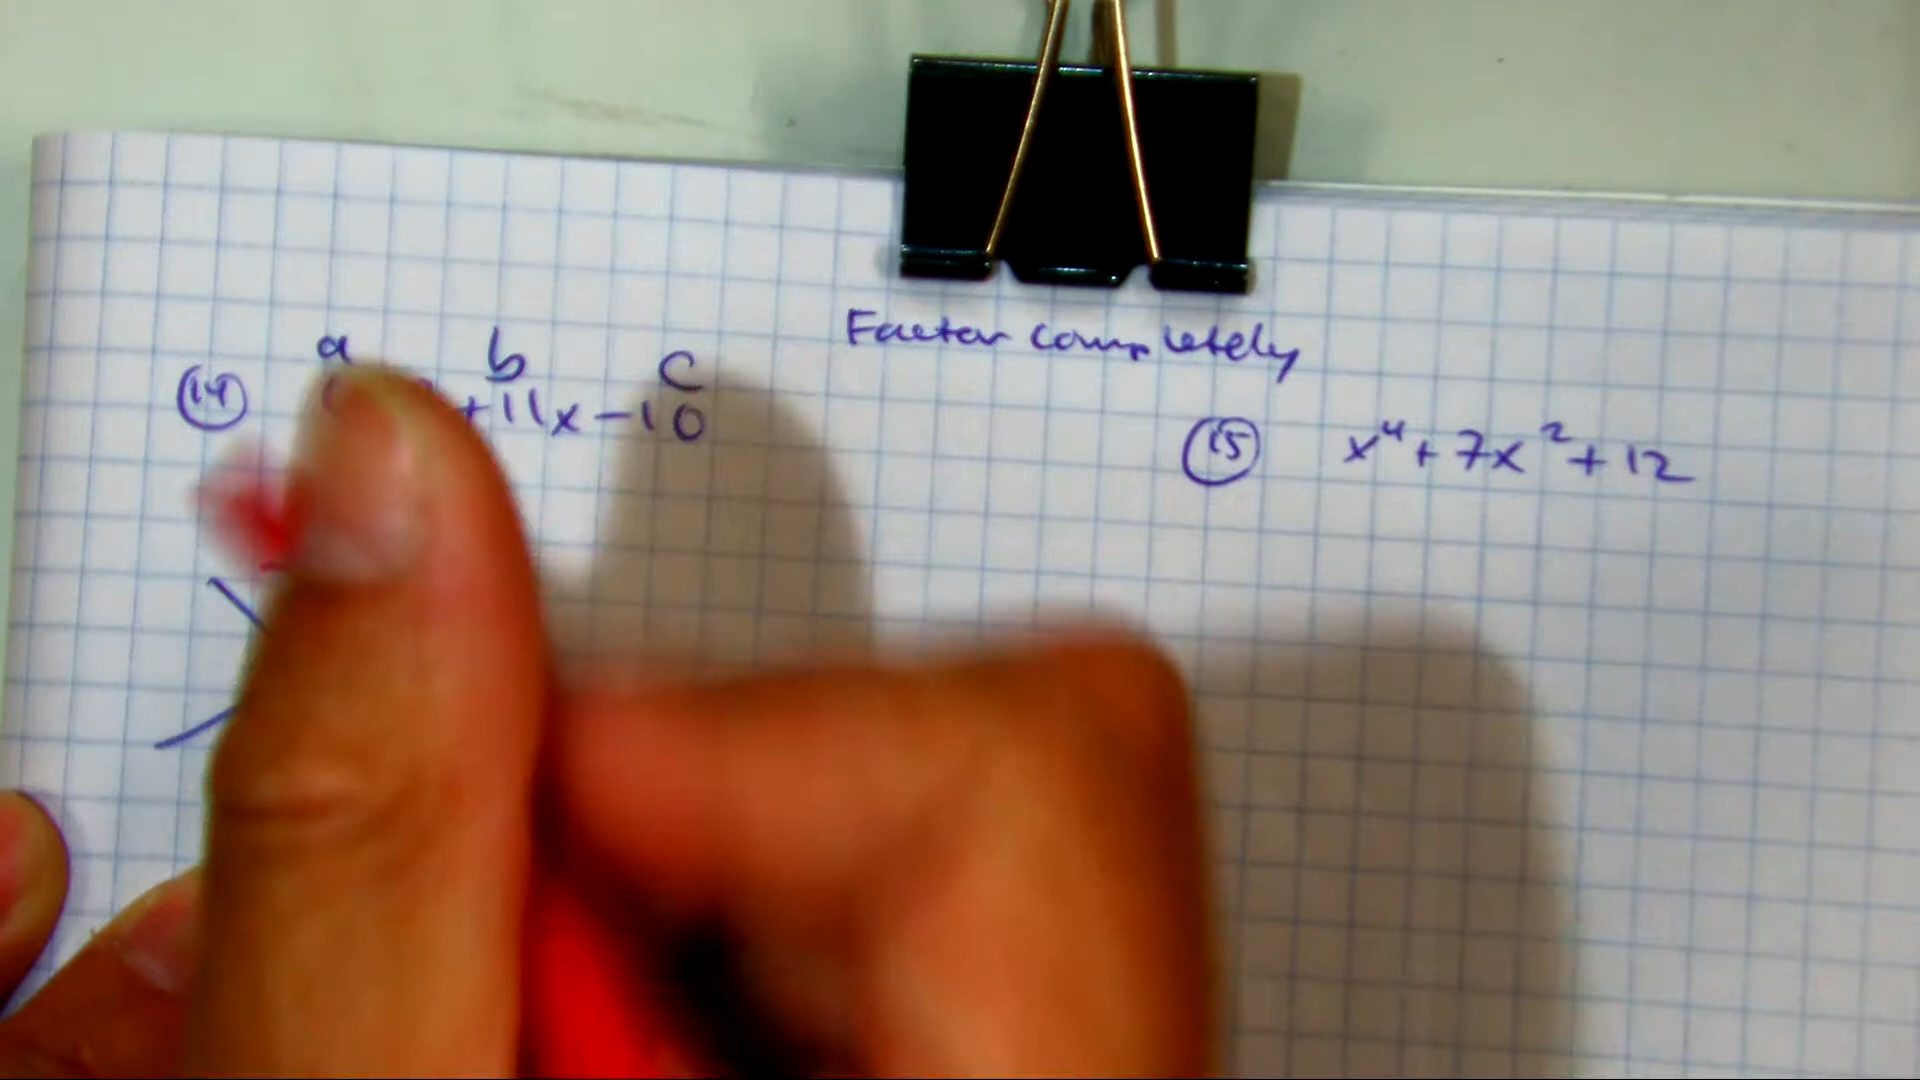 Factor completely
a b c
(14) +11x-10
(15) x⁴+7x²+12